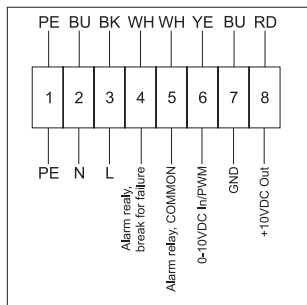 PE BU BK WH WH YE BU RD
1 2 3 4 5 6 7 8
PE N L
Alarm realy,
break for failure
Alarm relay, COMMON
0-10VDC In/PWM
GND
+10VDC Out